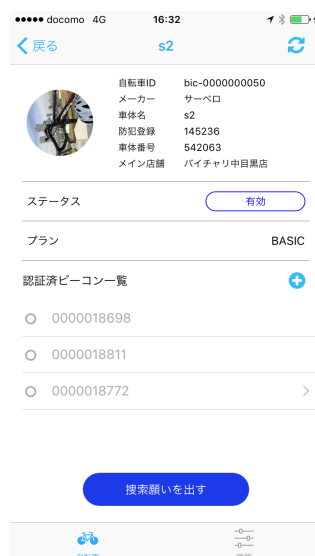 docomo 4G 16:32
戻る s2
自転車ID bic-0000000050
メーカー サーベロ
車体名 s2
防犯登録 145236
車体番号 542063
メイン店舗 バイチャリ中目黒店
ステータス 有効
プラン BASIC
認証済ビーコン一覧
0000018698
0000018811
0000018772
捜索願いを出す
自転車